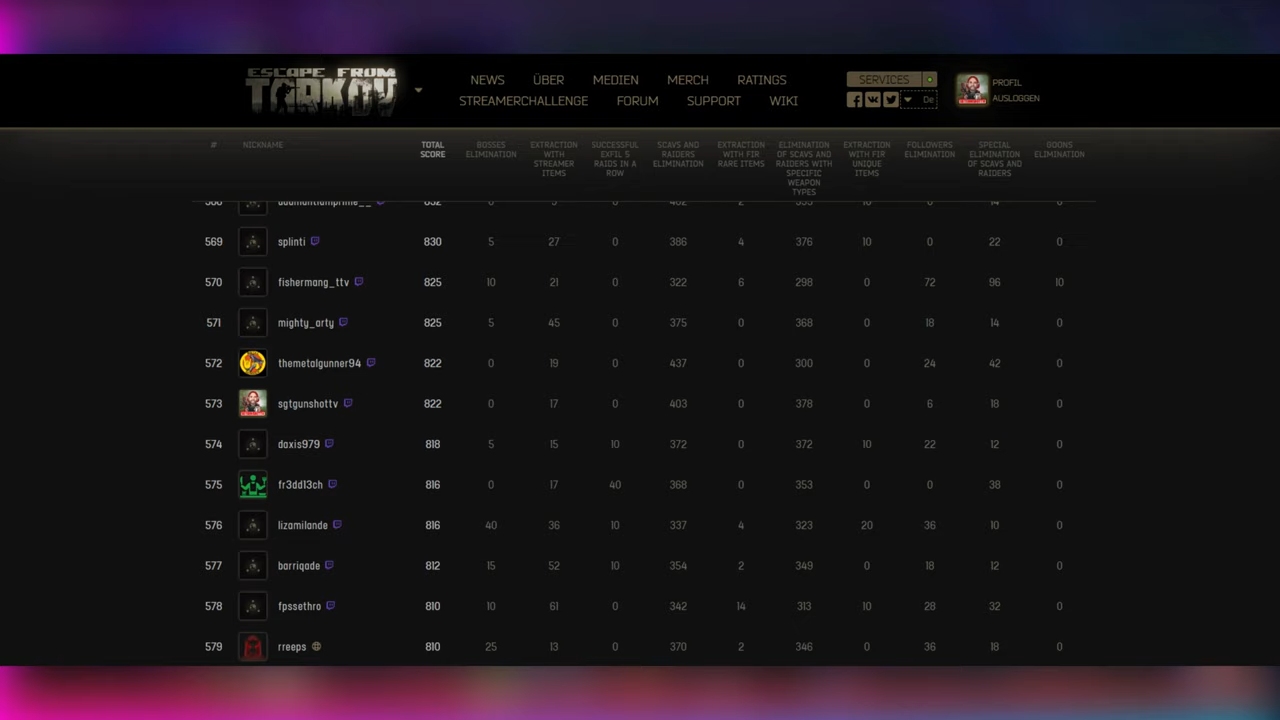 ESCAPE FROM
TARKOV
NEWS ÜBER MEDIEN MERCH RATINGS
STREAMERCHALLENGE FORUM SUPPORT WIKI
SERVICES
De
PROFIL
AUSLOGGEN
# NICKNAME TOTAL SCORE BOSSES ELIMINATION EXTRACTION WITH STREAMER ITEMS SUCCESSFUL EXFIL 5 RAIDS IN A ROW SCAVS AND RAIDERS ELIMINATION EXTRACTION WITH FIR RARE ITEMS ELIMINATION OF SCAVS AND RAIDERS WITH SPECIFIC WEAPON TYPES EXTRACTION WITH FIR UNIQUE ITEMS FOLLOWERS ELIMINATION SPECIAL ELIMINATION OF SCAVS AND RAIDERS GOONS ELIMINATION
569 splinti 830 5 27 0 386 4 376 10 0 22 0
570 fishermang_ttv 825 10 21 0 322 6 298 0 72 96 10
571 mighty_arty 825 5 45 0 375 0 368 0 18 14 0
572 themetalgunner94 822 0 19 0 437 0 300 0 24 42 0
573 sgtgunshottv 822 0 17 0 403 0 378 0 6 18 0
574 daxis979 818 5 15 10 372 0 372 10 22 12 0
575 fr3dd13ch 816 0 17 40 368 0 353 0 0 38 0
576 lizamilande 816 40 36 10 337 4 323 20 36 10 0
577 barriqade 812 15 52 10 354 2 349 0 18 12 0
578 fpssethro 810 10 61 0 342 14 313 10 28 32 0
579 rreeps 810 25 13 0 370 2 346 0 36 18 0